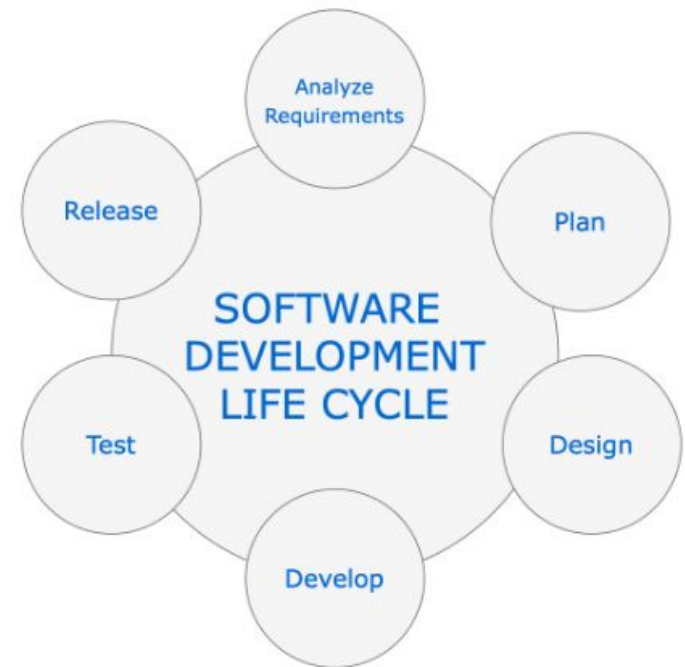 Analyze
Requirements
Release
Plan
SOFTWARE
DEVELOPMENT
LIFE CYCLE
Test
Design
Develop